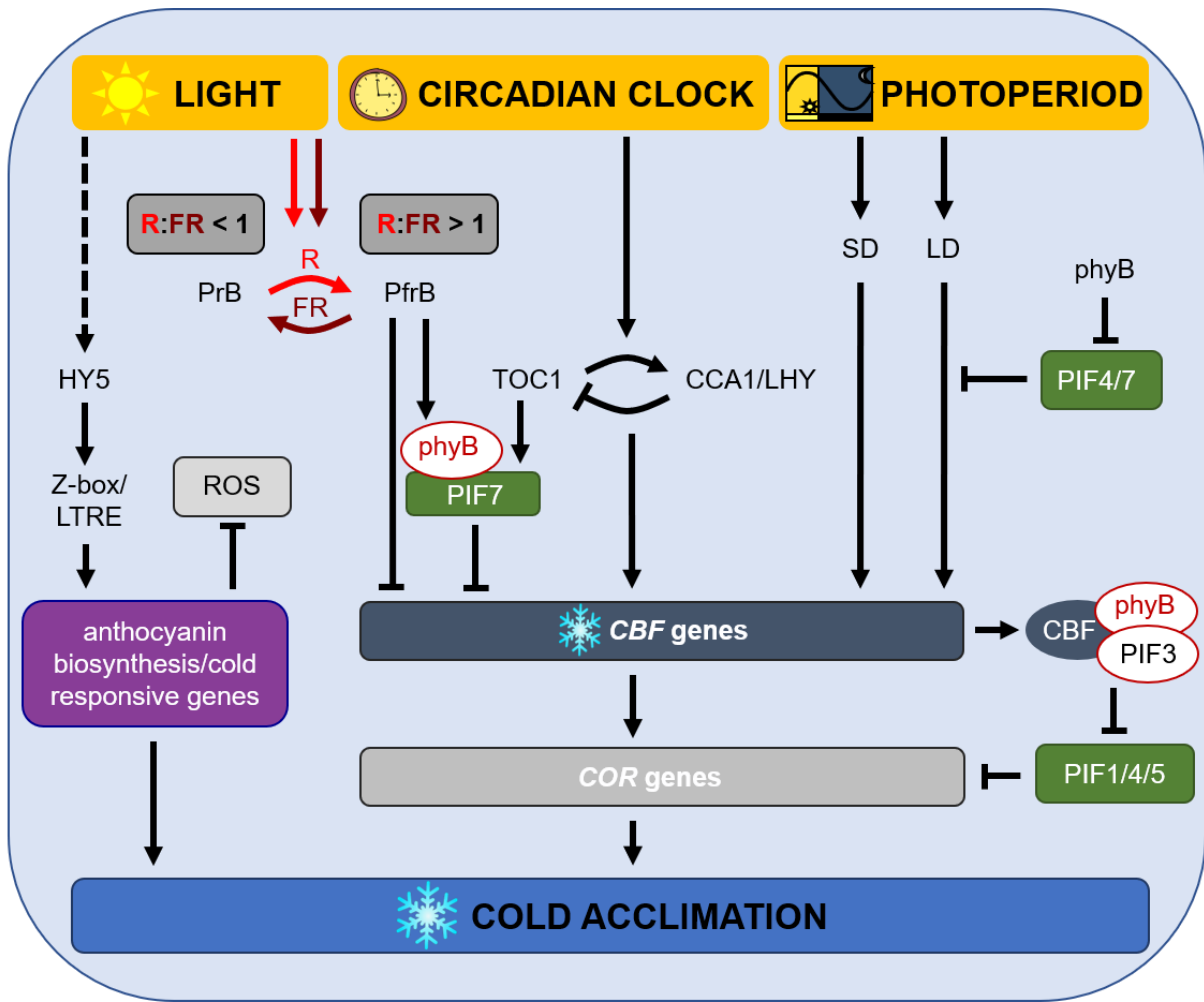 LIGHT
CIRCADIAN CLOCK
PHOTOPERIOD
R:FR < 1
R:FR > 1
R
SD
LD
phyB
PrB
FR
PfrB
HY5
TOC1
CCA1/LHY
PIF4/7
phyB
Z-box/
LTRE
ROS
PIF7
anthocyanin
biosynthesis/cold
responsive genes
CBF genes
CBF
phyB
PIF3
COR genes
PIF1/4/5
COLD ACCLIMATION